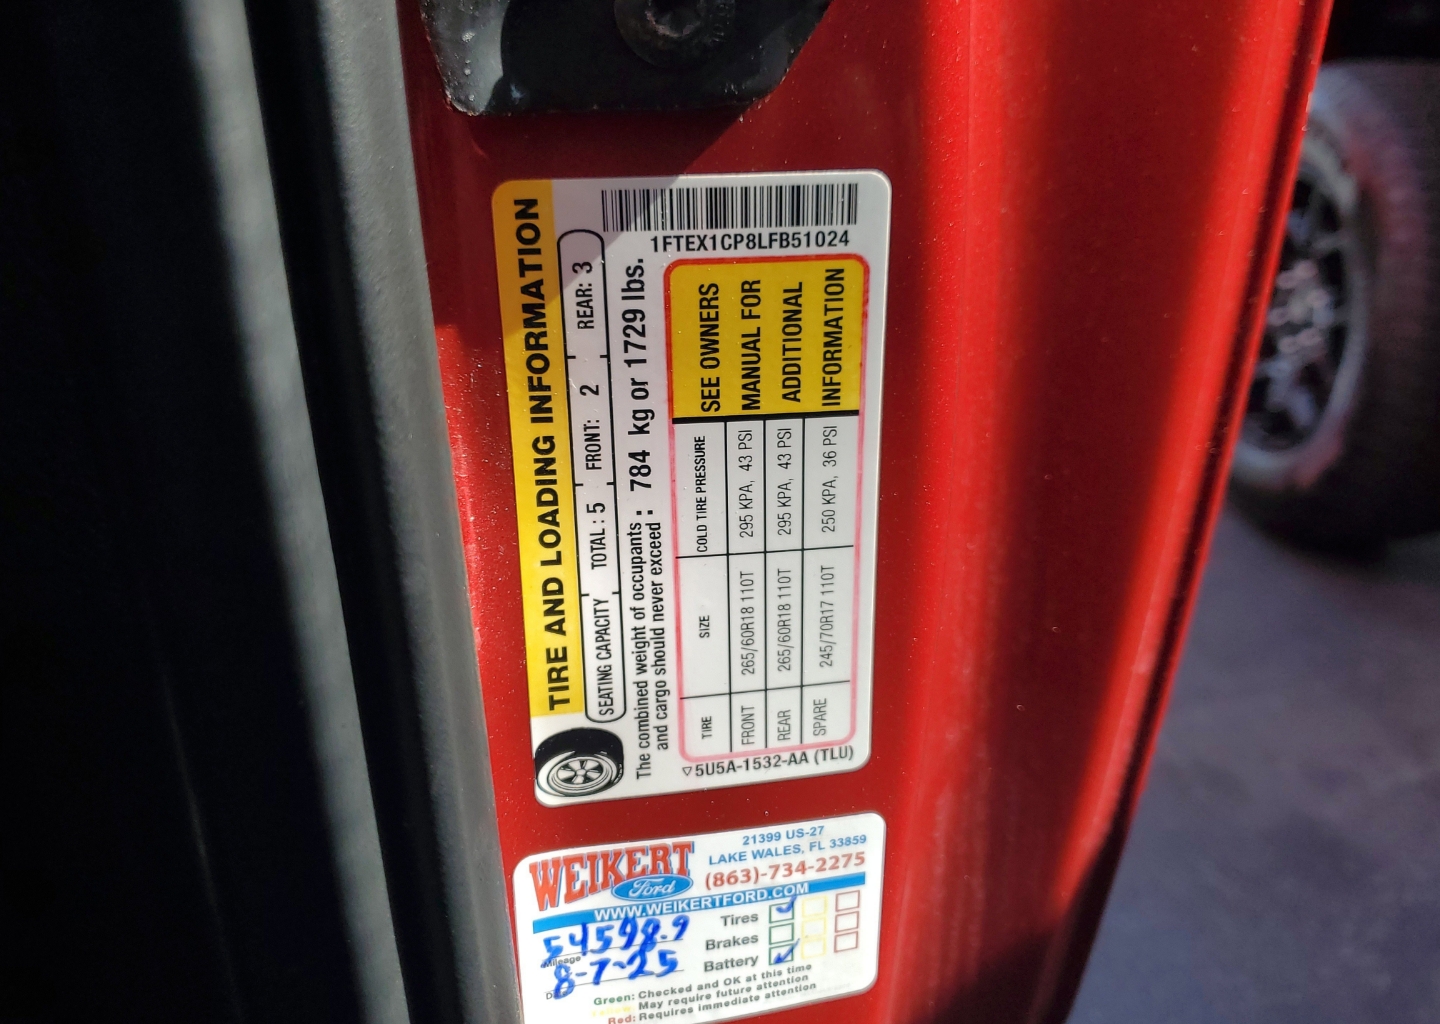 1FTEX1CP8LFB51024
TIRE AND LOADING INFORMATION
SEATING CAPACITY TOTAL: 5 FRONT: 2 REAR: 3
The combined weight of occupants
and cargo should never exceed : 784 kg or 1729 lbs.
TIRE SIZE COLD TIRE PRESSURE SEE OWNERS
FRONT 265/60R18 110T 295 KPA, 43 PSI MANUAL FOR
REAR 265/60R18 110T 295 KPA, 43 PSI ADDITIONAL
SPARE 245/70R17 110T 250 KPA, 36 PSI INFORMATION
5U5A-1532-AA (TLU)
WEIKERT
Ford
21399 US-27
LAKE WALES, FL 33859
(863)-734-2275
WWW.WEIKERTFORD.COM
54598.9
Mileage
8-7-25
Tires
Brakes
Battery
Green: Checked and OK at this time
Yellow: May require future attention
Red: Requires immediate attention